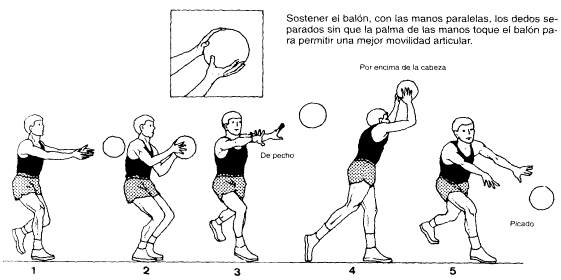 Sostener el balón, con las manos paralelas, los dedos se-
parados sin que la palma de las manos toque el balón pa-
ra permitir una mejor movilidad articular.
Por encima de la cabeza
De pecho
Picado
1 2 3 4 5